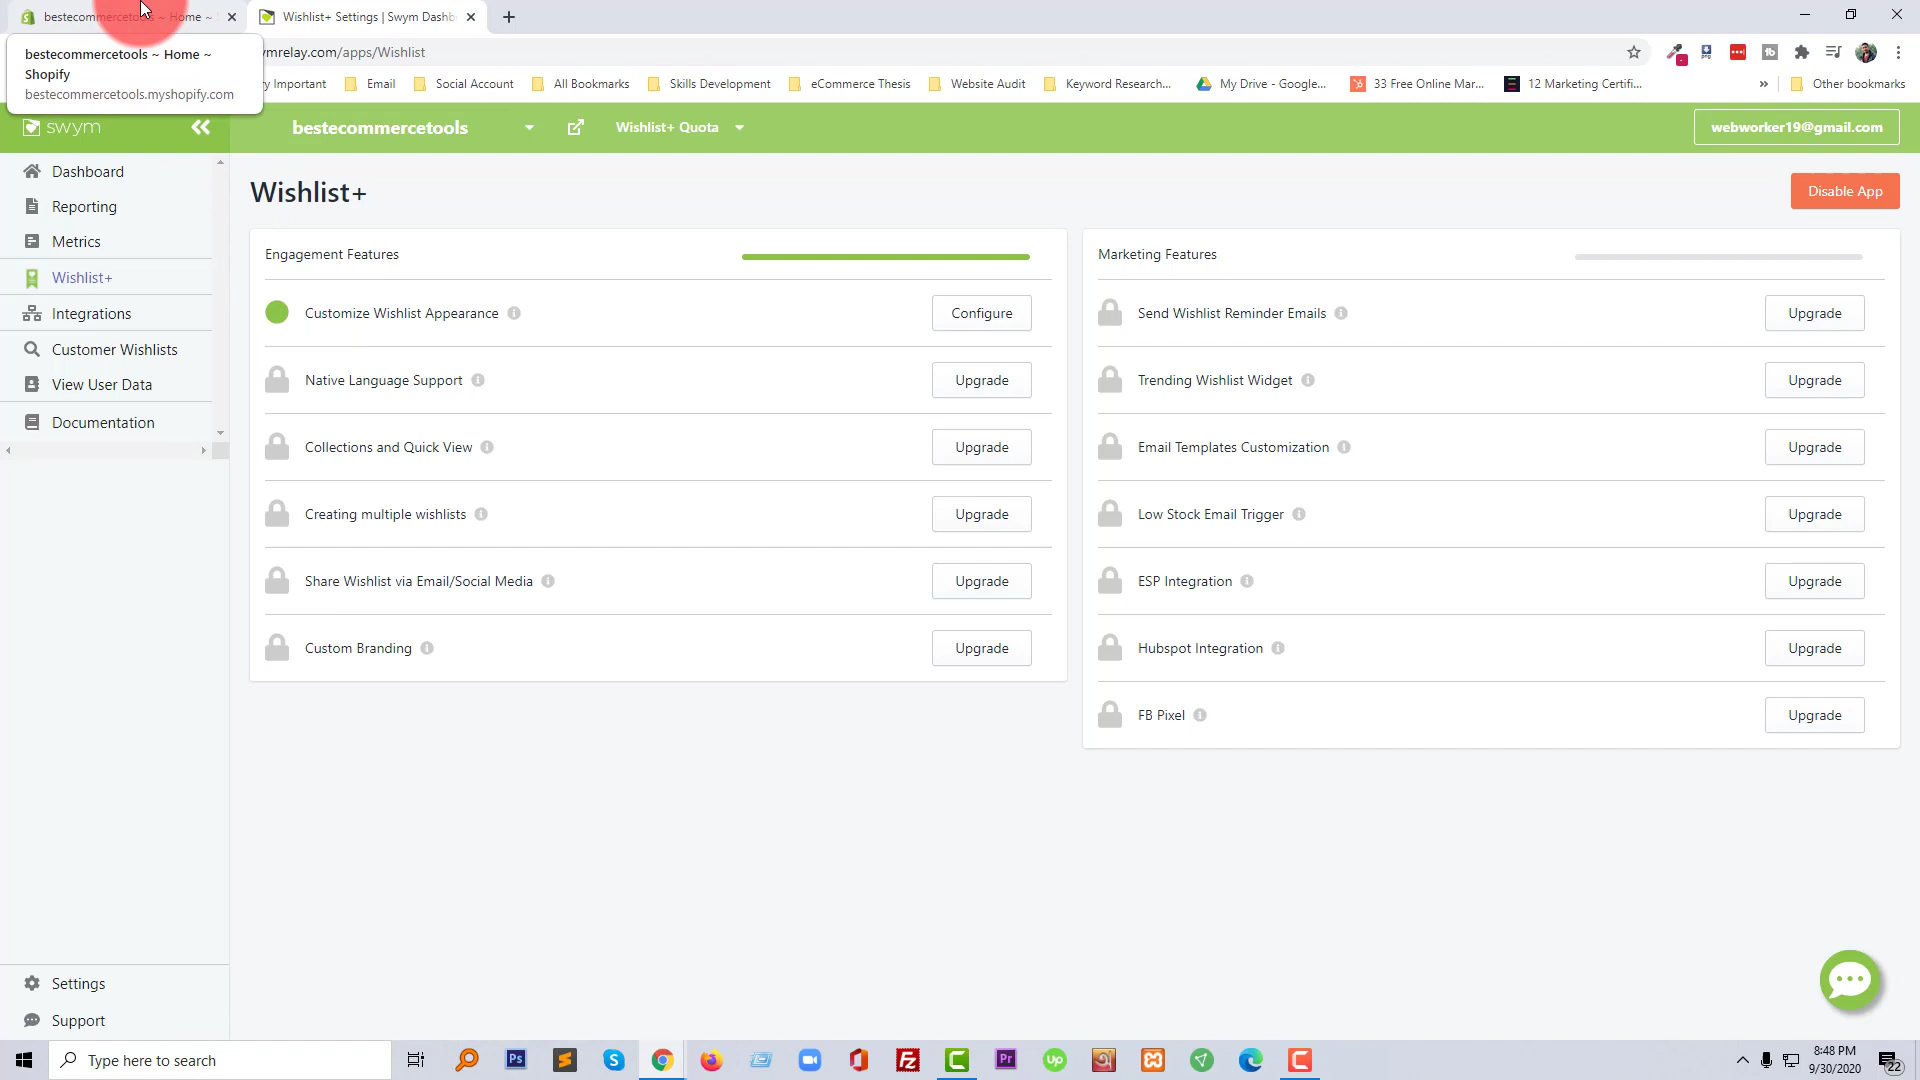 bestecommercetools ~ Home ~
Wishlist+ Settings | Swym Dashb
bestecommercetools ~ Home ~
Shopify
bestecommercetools.myshopify.com
ymrelay.com/apps/Wishlist
ry Important
Email
Social Account
All Bookmarks
Skills Development
eCommerce Thesis
Website Audit
Keyword Research...
My Drive - Google...
33 Free Online Mar...
12 Marketing Certifi...
»
Other bookmarks
swym
bestecommercetools
Wishlist+ Quota
webworker19@gmail.com
Dashboard
Reporting
Metrics
Wishlist+
Integrations
Customer Wishlists
View User Data
Documentation
Settings
Support
Wishlist+
Disable App
Engagement Features
Customize Wishlist Appearance
Configure
Native Language Support
Upgrade
Collections and Quick View
Upgrade
Creating multiple wishlists
Upgrade
Share Wishlist via Email/Social Media
Upgrade
Custom Branding
Upgrade
Marketing Features
Send Wishlist Reminder Emails
Upgrade
Trending Wishlist Widget
Upgrade
Email Templates Customization
Upgrade
Low Stock Email Trigger
Upgrade
ESP Integration
Upgrade
Hubspot Integration
Upgrade
FB Pixel
Upgrade
Type here to search
Ps
Pr
up
8:48 PM
9/30/2020
22